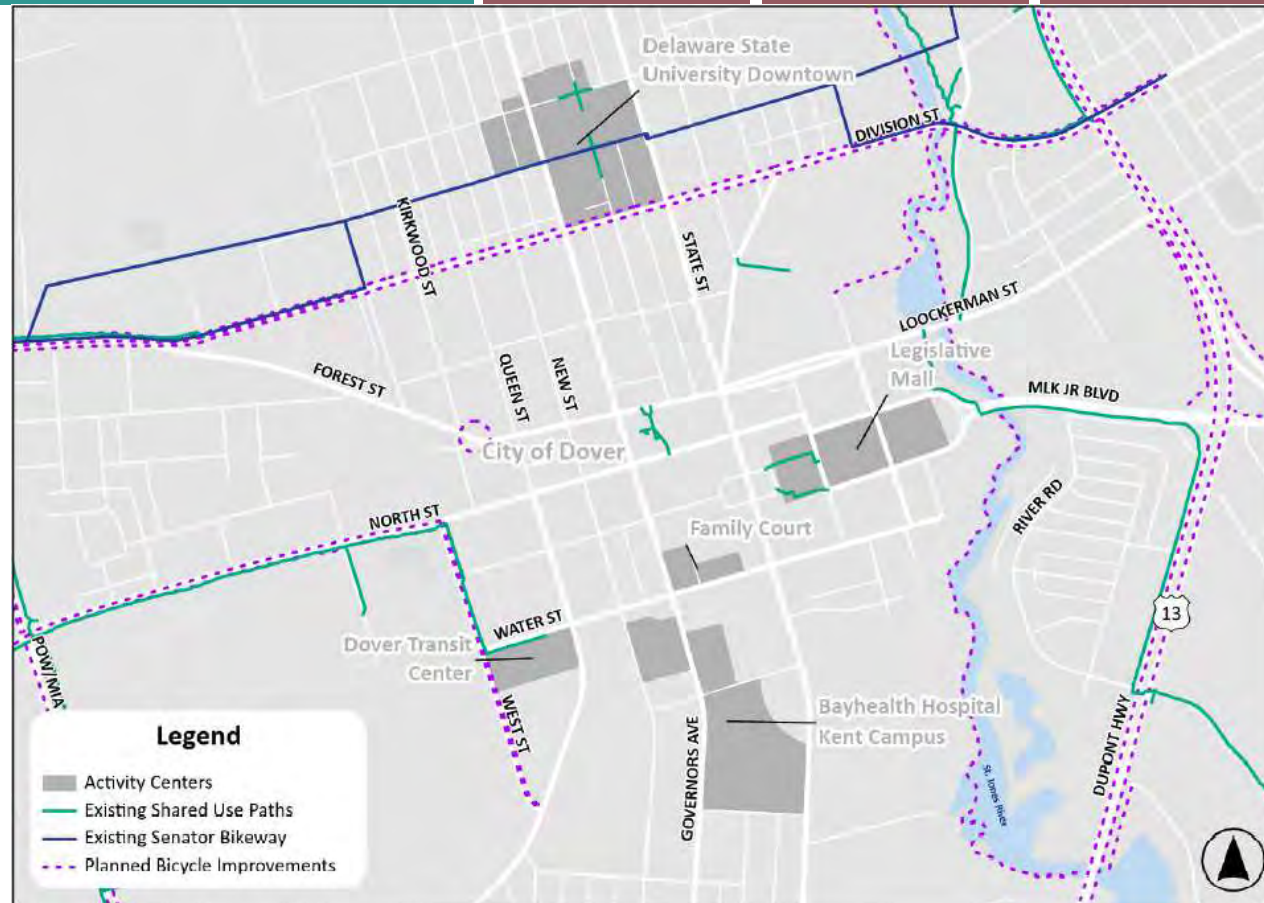 Delaware State
University Downtown
DIVISION ST
KIRKWOOD ST
STATE ST
LOOCKERMAN ST
Legislative
Mall
FOREST ST
QUEEN ST
NEW ST
MLK JR BLVD
City of Dover
NORTH ST
RIVER RD
Family Court
WATER ST
13
Dover Transit
Center
POW/MIA
WEST ST
Bayhealth Hospital
Kent Campus
GOVERNORS AVE
DUPONT HWY
St. Jones River
Legend
Activity Centers
Existing Shared Use Paths
Existing Senator Bikeway
Planned Bicycle Improvements